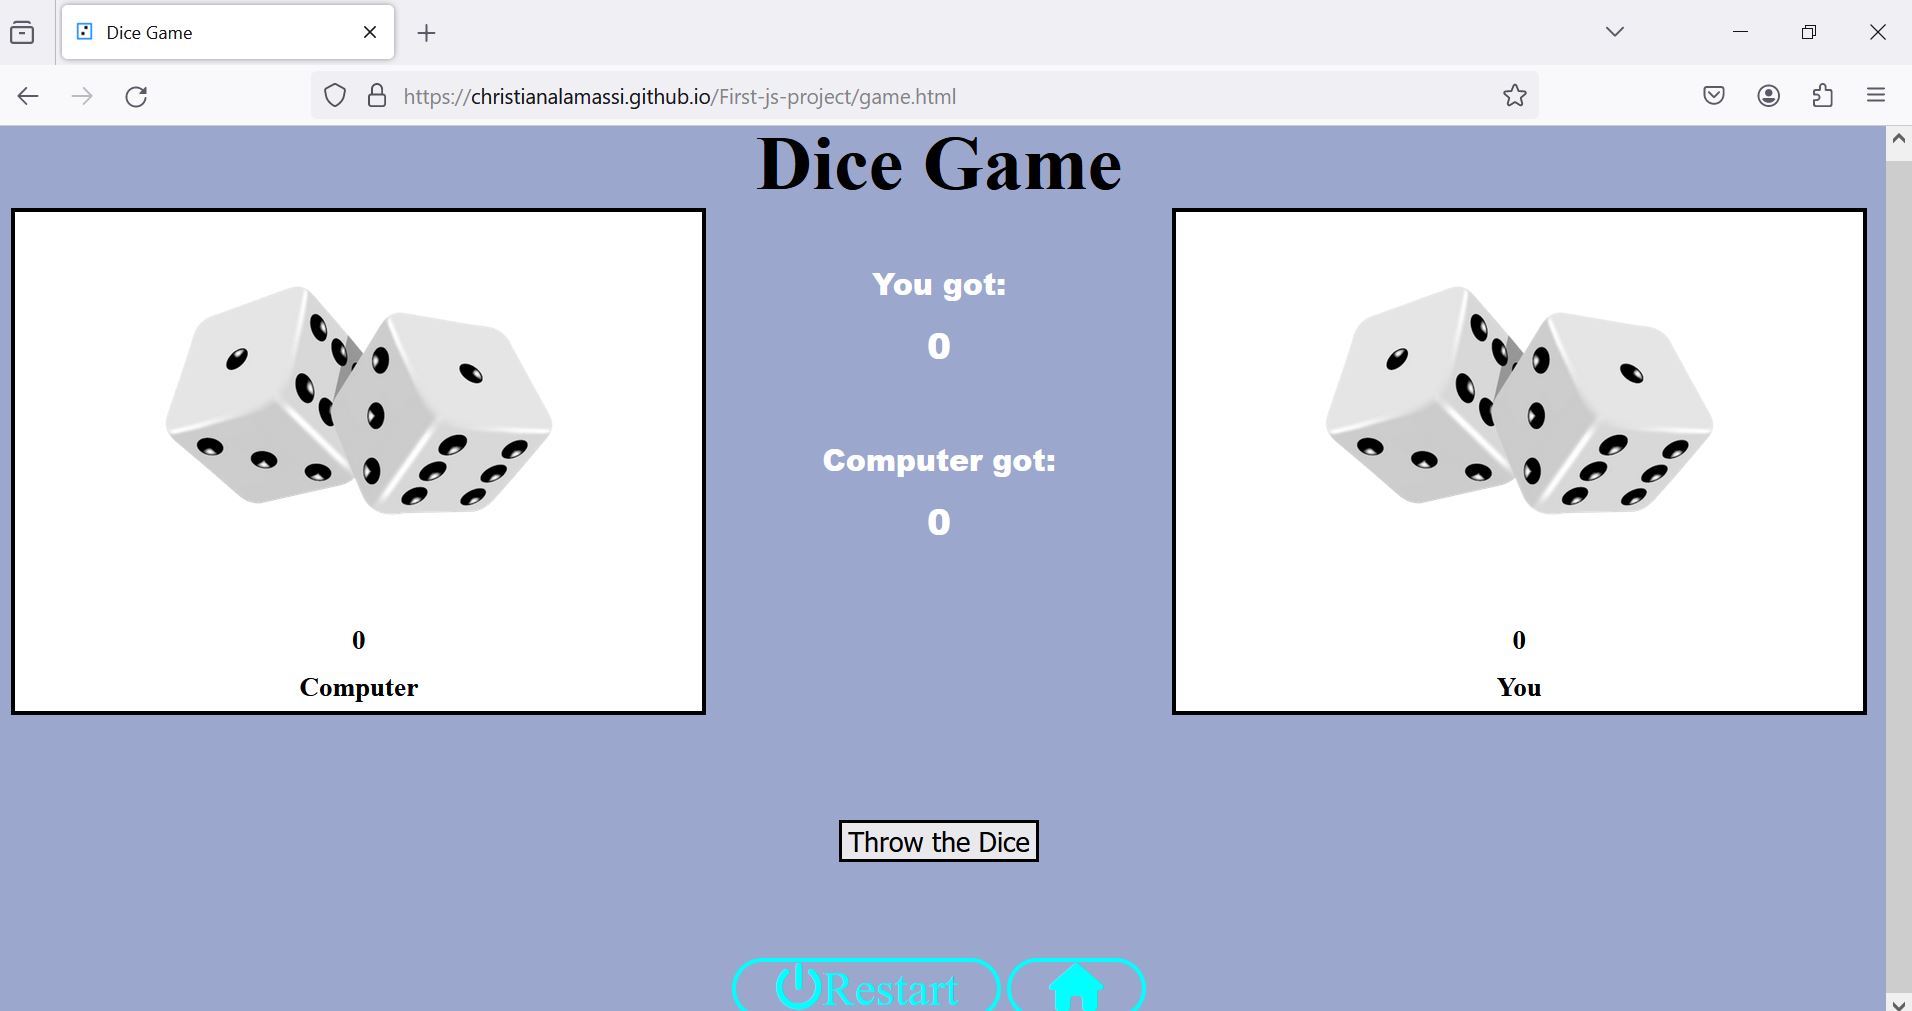 Dice Game
https://christianalamassi.github.io/First-js-project/game.html
Dice Game
You got:
0
Computer got:
0
0
Computer
0
You
Throw the Dice
Restart